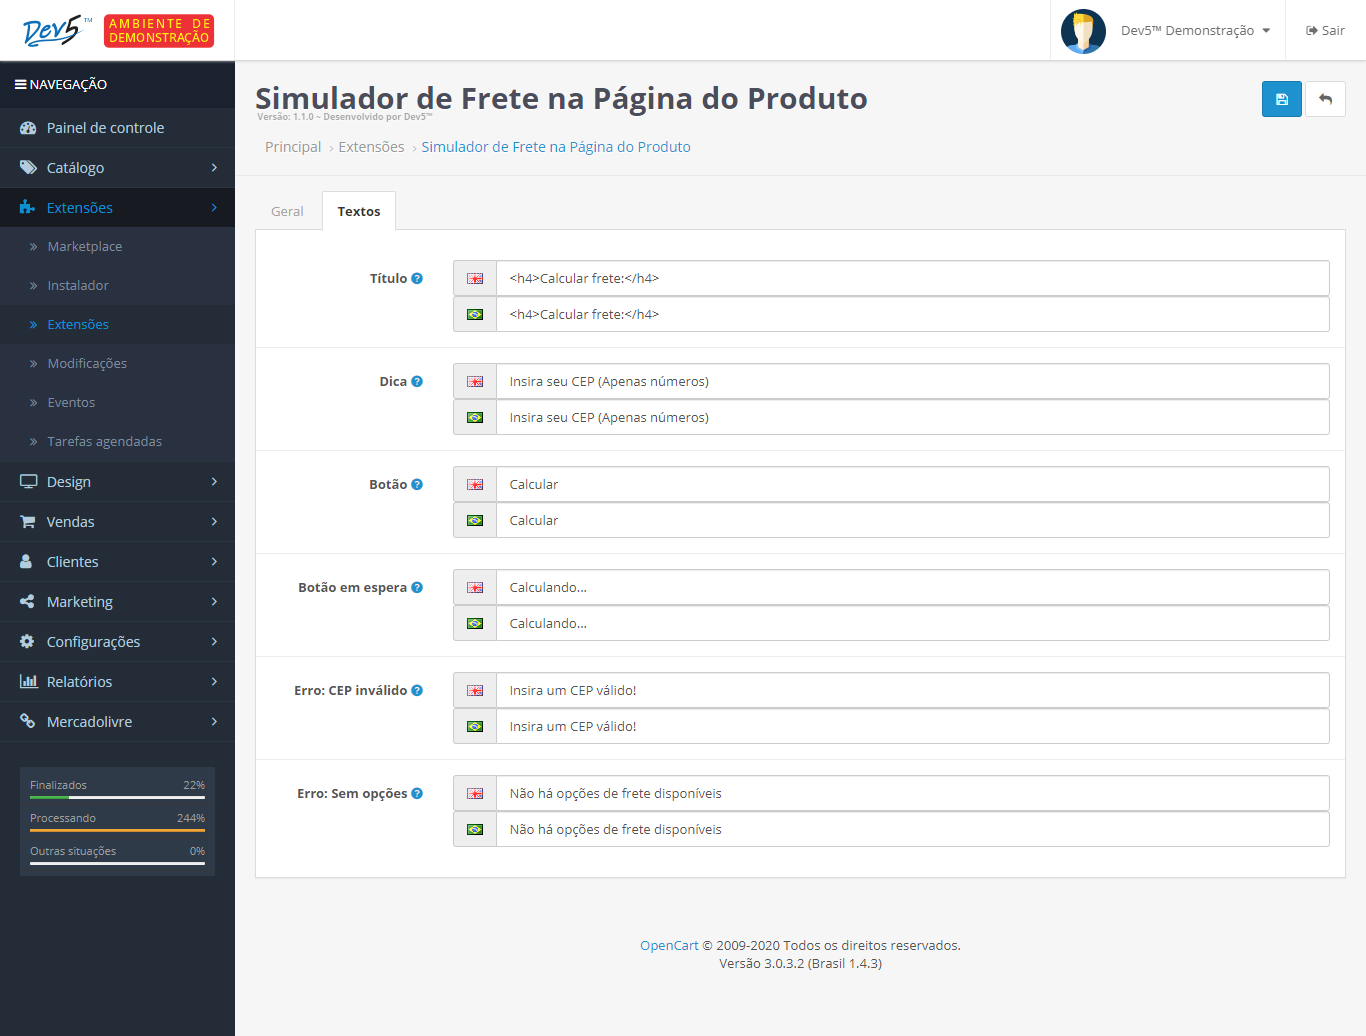 Dev5™
AMBIENTE DE
DEMONSTRAÇÃO
Dev5™ Demonstração
Sair
NAVEGAÇÃO
Painel de controle
Catálogo
Extensões
Marketplace
Instalador
Extensões
Modificações
Eventos
Tarefas agendadas
Design
Vendas
Clientes
Marketing
Configurações
Relatórios
Mercadolivre
Finalizados 22%
Processando 244%
Outras situações 0%
Simulador de Frete na Página do Produto
Versão: 1.1.0 ~ Desenvolvido por Dev5™
Principal › Extensões › Simulador de Frete na Página do Produto
Geral
Textos
Título
<h4>Calcular frete:</h4>
<h4>Calcular frete:</h4>
Dica
Insira seu CEP (Apenas números)
Insira seu CEP (Apenas números)
Botão
Calcular
Calcular
Botão em espera
Calculando...
Calculando...
Erro: CEP inválido
Insira um CEP válido!
Insira um CEP válido!
Erro: Sem opções
Não há opções de frete disponíveis
Não há opções de frete disponíveis
OpenCart © 2009-2020 Todos os direitos reservados.
Versão 3.0.3.2 (Brasil 1.4.3)